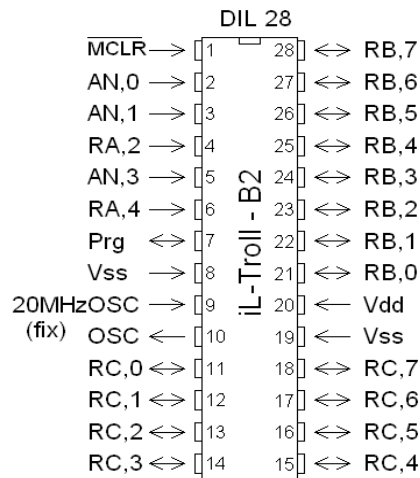 DIL 28
MCLR 1 28 RB,7
AN,0 2 27 RB,6
AN,1 3 26 RB,5
RA,2 4 25 RB,4
AN,3 5 24 RB,3
RA,4 6 23 RB,2
Prg 7 22 RB,1
Vss 8 21 RB,0
20MHzOSC 9 20 Vdd
(fix) OSC 10 19 Vss
RC,0 11 18 RC,7
RC,1 12 17 RC,6
RC,2 13 16 RC,5
RC,3 14 15 RC,4
iL-Troll - B2